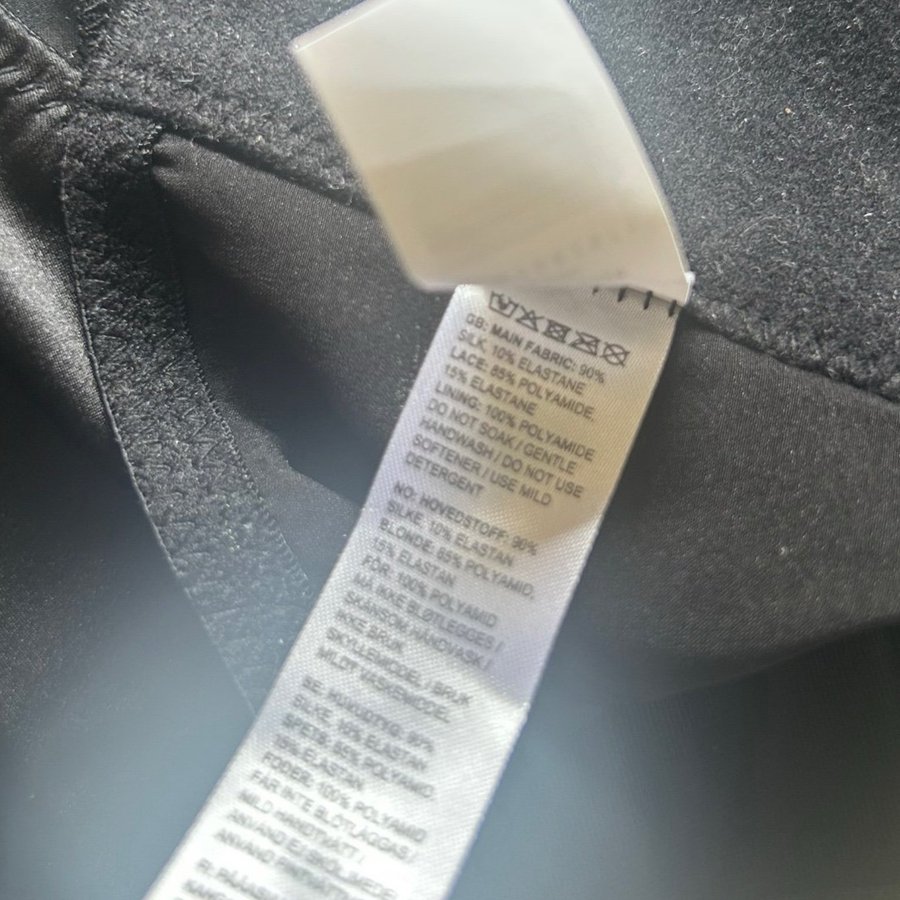 GB: MAIN FABRIC: 90%
SILK, 10% ELASTANE
LACE: 85% POLYAMIDE,
15% ELASTANE
LINING: 100% POLYAMIDE
DO NOT SOAK / GENTLE
HANDWASH / DO NOT USE
SOFTENER / USE MILD
DETERGENT
NO: HOVEDSTOFF: 90%
SILKE, 10% ELASTAN
BLONDE: 85% POLYAMID,
15% ELASTAN
FÔR: 100% POLYAMID
MÅ IKKE BLØTLEGGES /
SKÅNSOM HÅNDVASK /
IKKE BRUK
SKYLLEMIDDEL / BRUK
MILDT VASKEMIDDEL
SE: HUVUDTYG: 90%
SILKE, 10% ELASTAN
SPETS: 85% POLYAMID,
15% ELASTAN
FODER: 100% POLYAMID
FÅR INTE BLÖTLÄGGAS /
MILD HANDTVÄTT /
ANVÄND EJ SKÖLJMEDEL